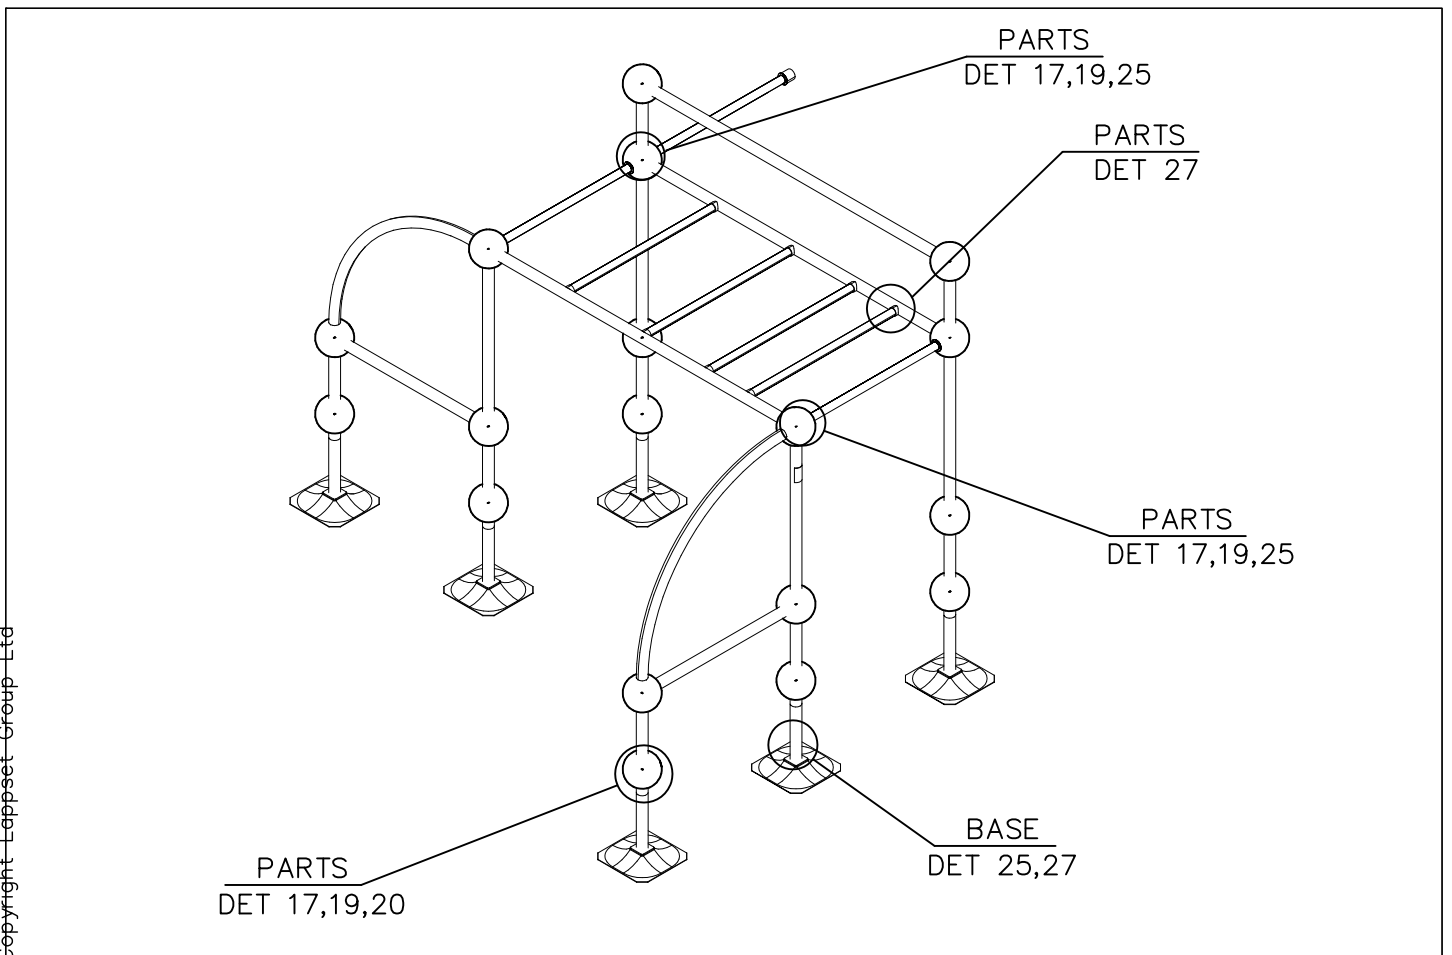 PARTS
DET 17,19,25
PARTS
DET 27
PARTS
DET 17,19,25
BASE
DET 25,27
PARTS
DET 17,19,20
Copyright Lappset Group Ltd